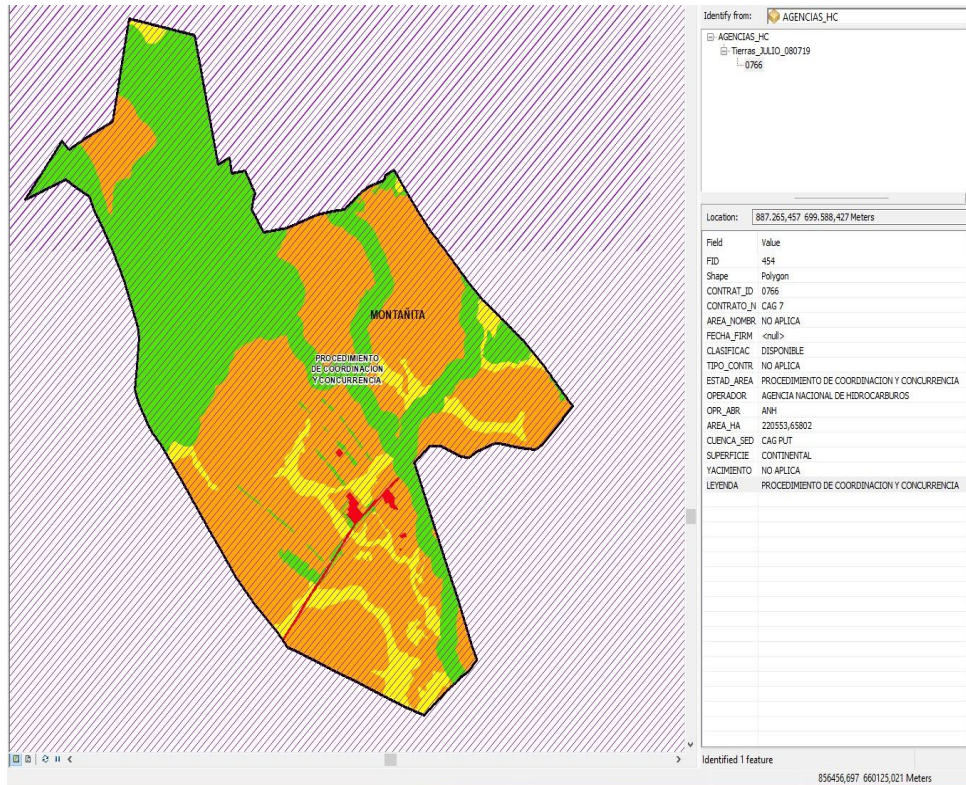 MONTAÑITA
PROCEDIMIENTO
DE COORDINACION
Y CONCURRENCIA
Identify from: AGENCIAS_HC
AGENCIAS_HC
Tierras_JULIO_080719
0766
Location: 887.265,457 699.588,427 Meters
Field Value
FID 454
Shape Polygon
CONTRAT_ID 0766
CONTRATO_N CAG 7
AREA_NOMBR NO APLICA
FECHA_FIRM <null>
CLASIFICAC DISPONIBLE
TIPO_CONTR NO APLICA
ESTAD_AREA PROCEDIMIENTO DE COORDINACION Y CONCURRENCIA
OPERADOR AGENCIA NACIONAL DE HIDROCARBUROS
OPR_ABR ANH
AREA_HA 220553,65802
CUENCA_SED CAG PUT
SUPERFICIE CONTINENTAL
YACIMIENTO NO APLICA
LEYENDA PROCEDIMIENTO DE COORDINACION Y CONCURRENCIA
Identified 1 feature
856456,697 660125,021 Meters